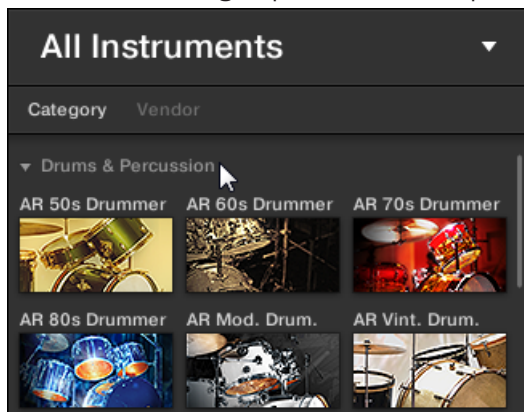 All Instruments
Category Vendor
Drums & Percussion
AR 50s Drummer AR 60s Drummer AR 70s Drummer
AR 80s Drummer AR Mod. Drum. AR Vint. Drum.